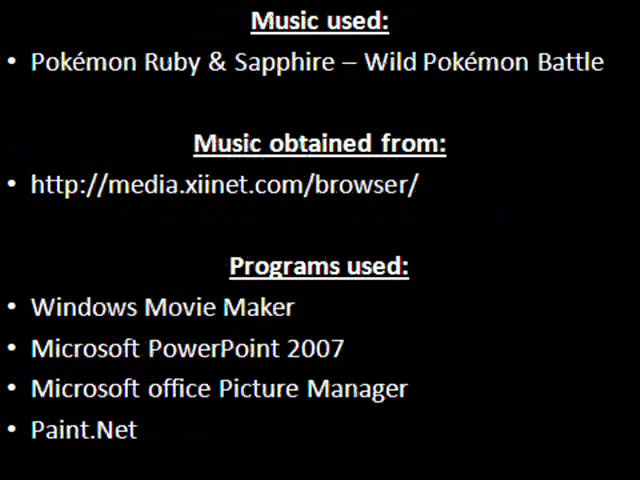 Music used:
• Pokémon Ruby & Sapphire – Wild Pokémon Battle
Music obtained from:
• http://media.xiinet.com/browser/
Programs used:
• Windows Movie Maker
• Microsoft PowerPoint 2007
• Microsoft office Picture Manager
• Paint.Net